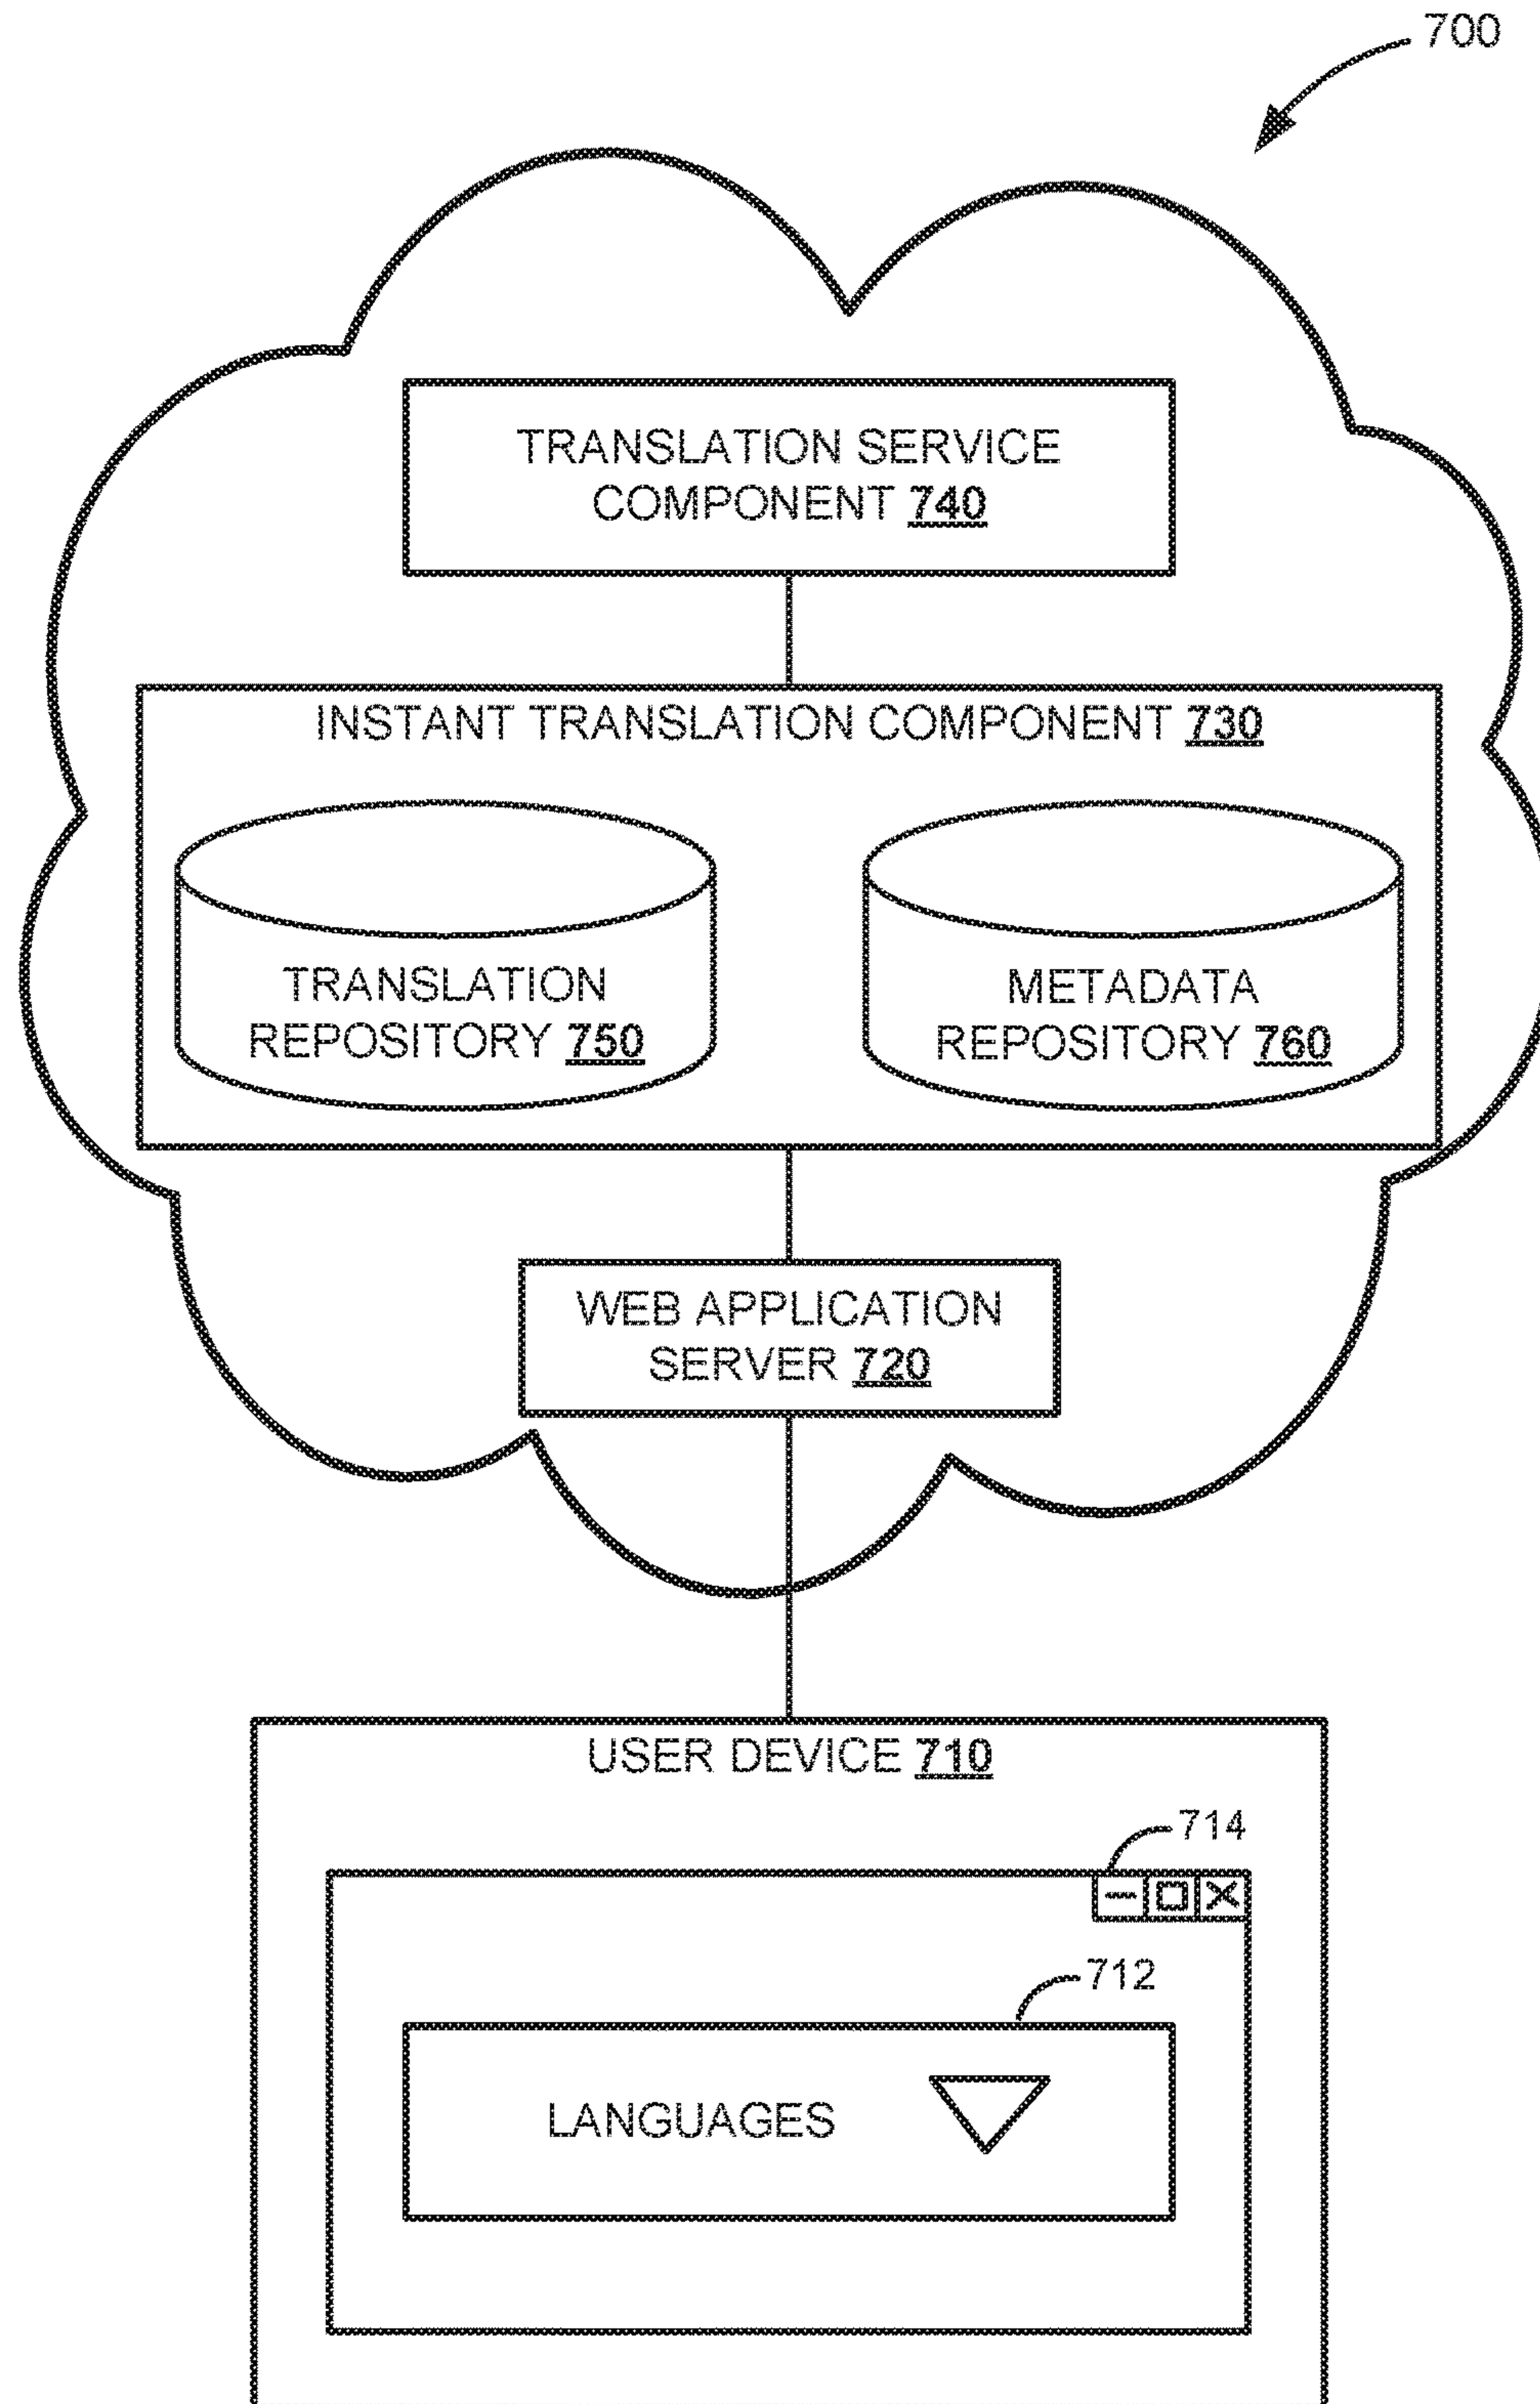 700
TRANSLATION SERVICE
COMPONENT 740
INSTANT TRANSLATION COMPONENT 730
TRANSLATION
REPOSITORY 750
METADATA
REPOSITORY 760
WEB APPLICATION
SERVER 720
USER DEVICE 710
714
712
LANGUAGES